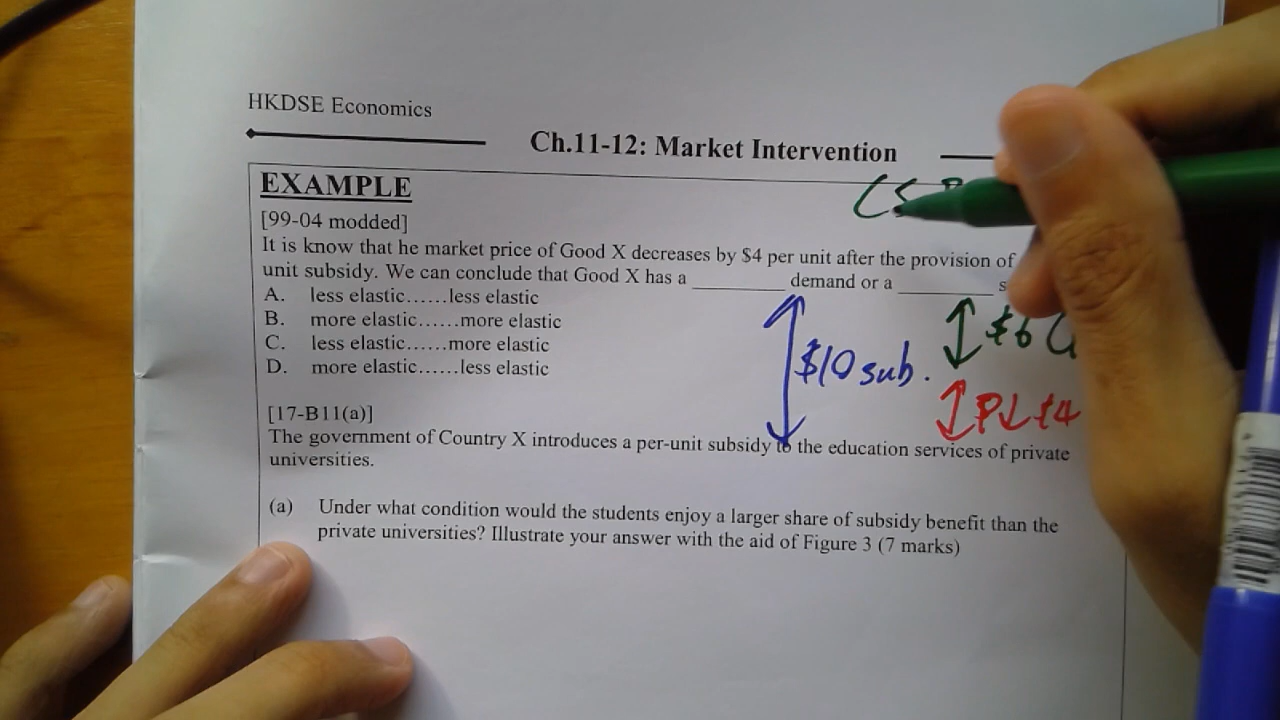 HKDSE Economics
Ch.11-12: Market Intervention
EXAMPLE
[99-04 modded]
It is know that he market price of Good X decreases by $4 per unit after the provision of
unit subsidy. We can conclude that Good X has a __________ demand or a __________ s
A. less elastic……less elastic
B. more elastic……more elastic
C. less elastic……more elastic
D. more elastic……less elastic
$10 sub.
$6
P↓ $4
[17-B11(a)]
The government of Country X introduces a per-unit subsidy to the education services of private
universities.
(a) Under what condition would the students enjoy a larger share of subsidy benefit than the
private universities? Illustrate your answer with the aid of Figure 3 (7 marks)